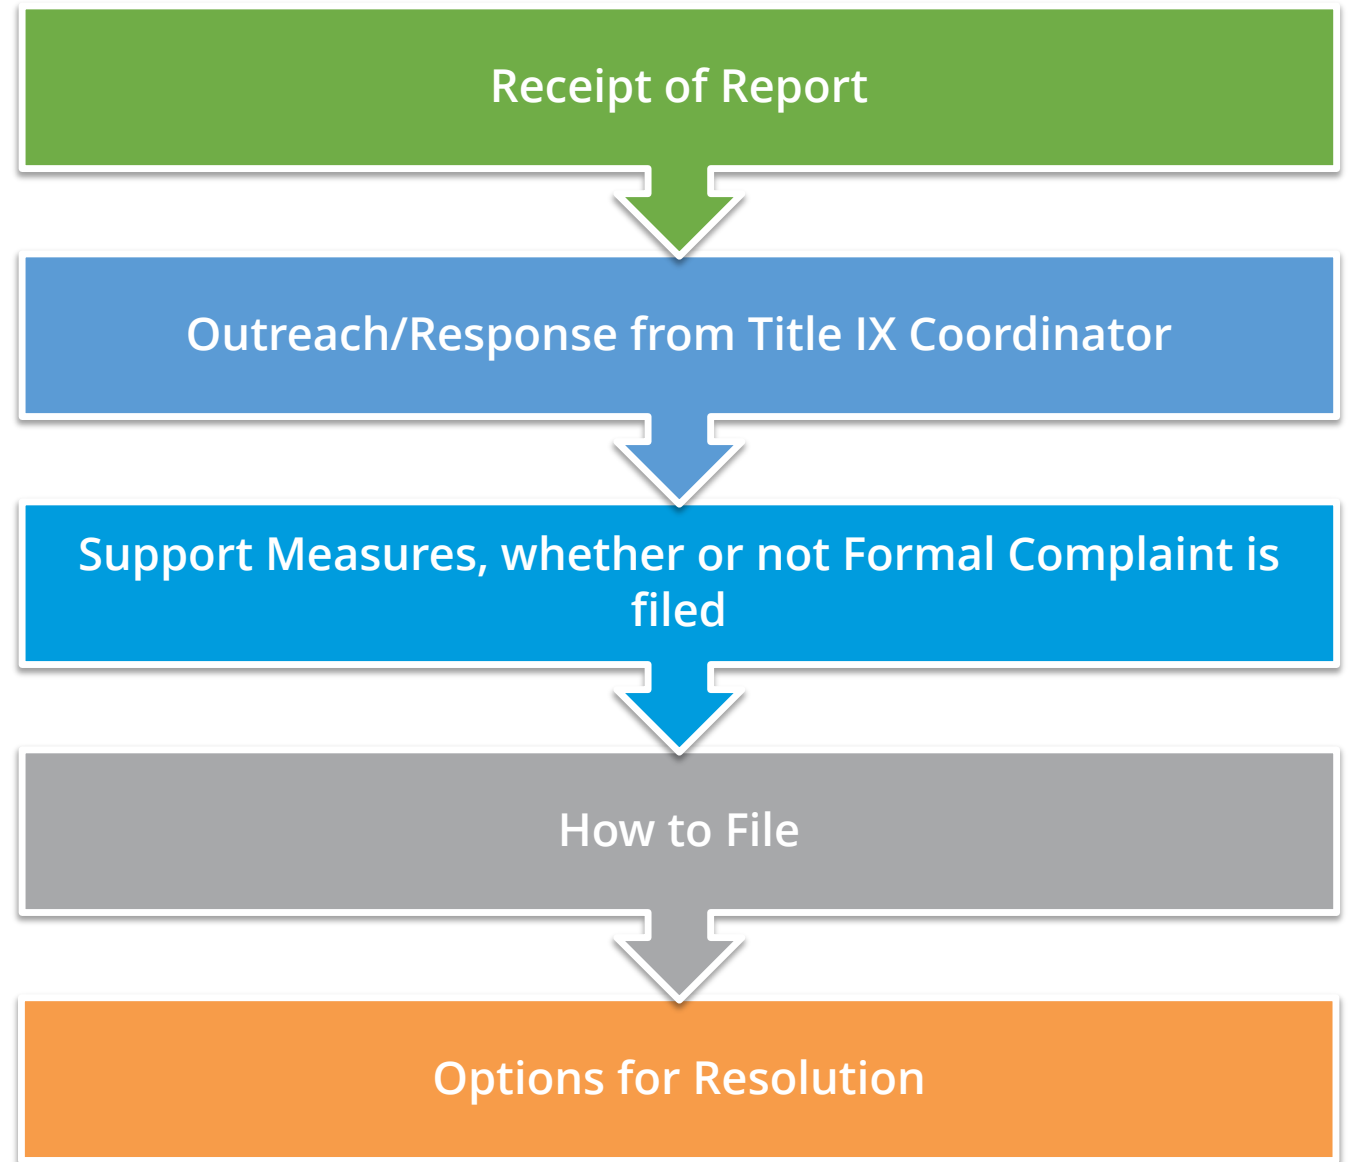 Receipt of Report
Outreach/Response from Title IX Coordinator
Support Measures, whether or not Formal Complaint is
filed
How to File
Options for Resolution